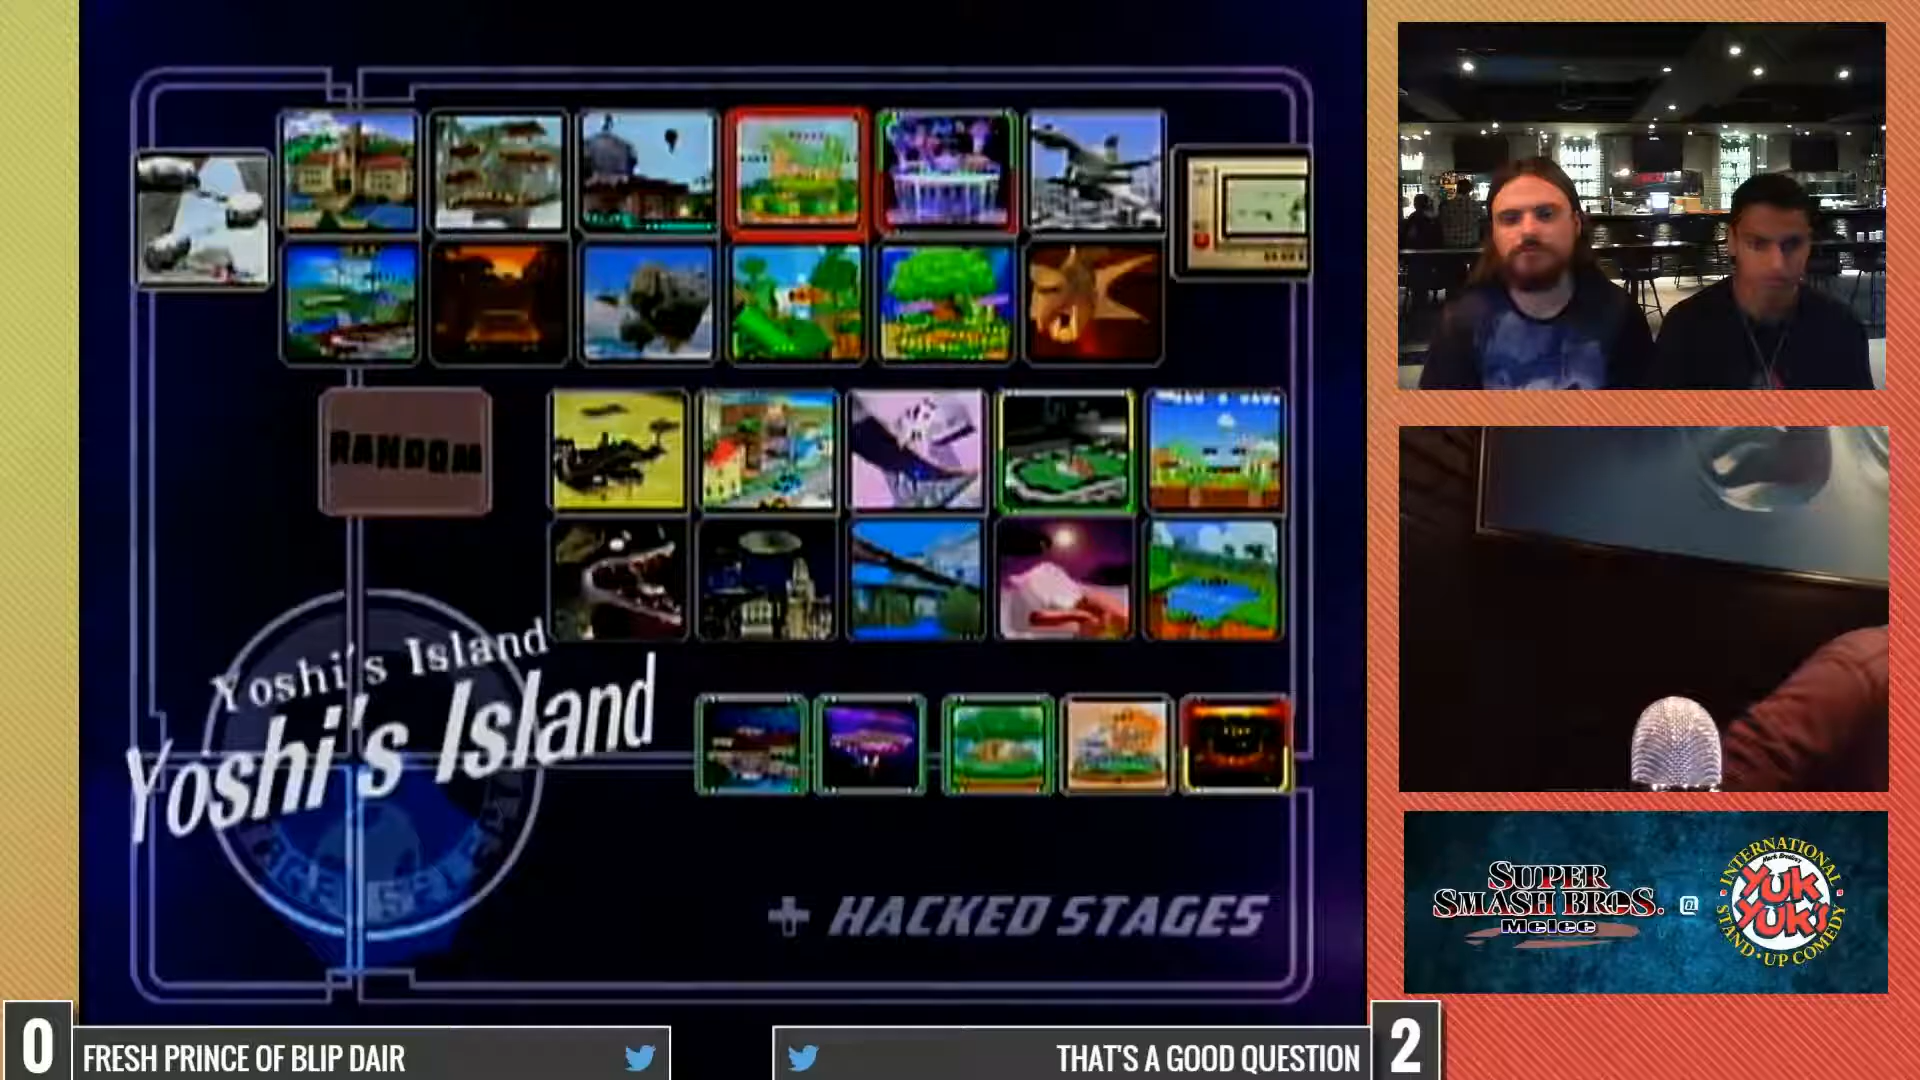 RANDOM
Yoshi's Island
Yoshi's Island
+ HACKED STAGES
SUPER
SMASH BROS.
Melee
@
INTERNATIONAL
YUK
YUK'S
STAND-UP COMEDY
0
FRESH PRINCE OF BLIP DAIR
THAT'S A GOOD QUESTION
2